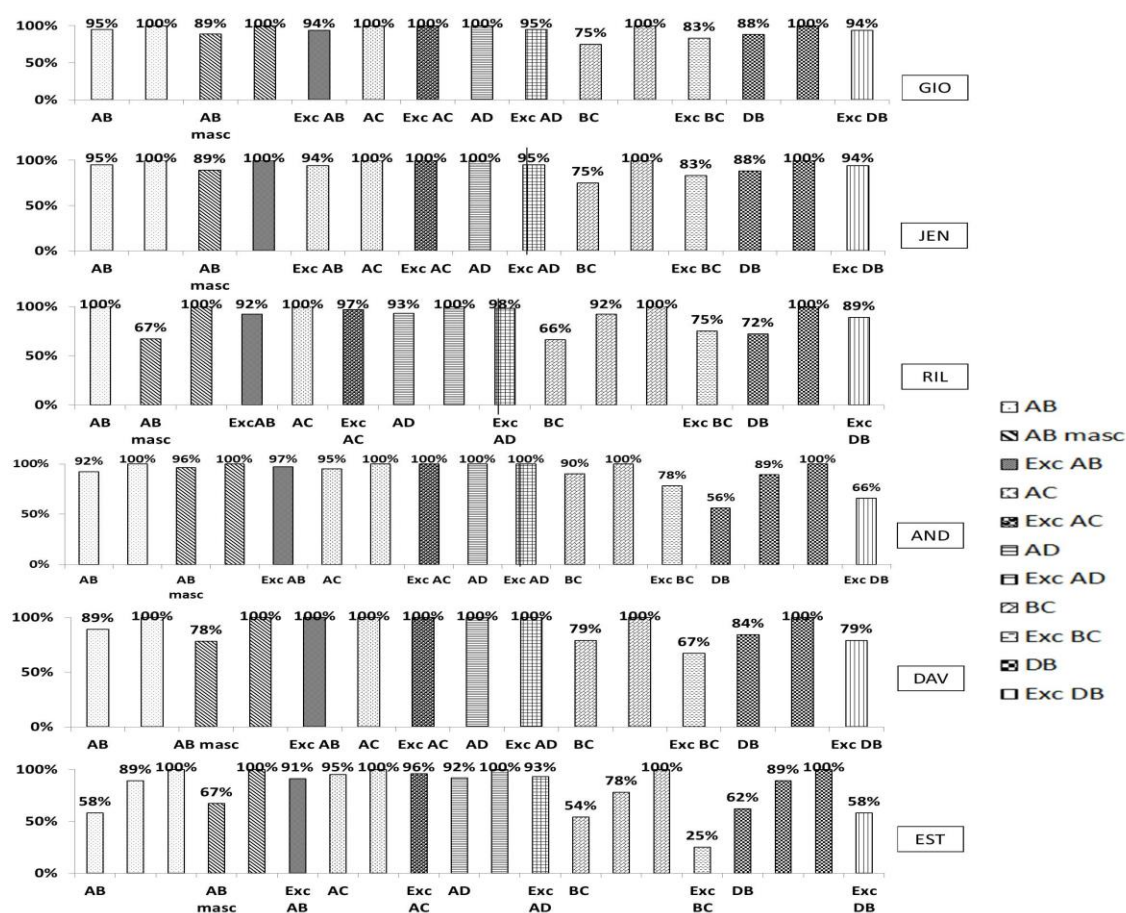 95% 100% 89% 100% 94% 100% 100% 100% 95% 75% 100% 83% 88% 100% 94%
100%
50%
0%
GIO
AB AB masc Exc AB AC Exc AC AD Exc AD BC Exc BC DB Exc DB
95% 100% 89% 100% 94% 100% 100% 100% 95% 75% 100% 83% 88% 100% 94%
100%
50%
0%
JEN
AB AB masc Exc AB AC Exc AC AD Exc AD BC Exc BC DB Exc DB
100% 67% 100% 92% 100% 97% 93% 100% 98% 66% 92% 100% 75% 72% 100% 89%
100%
50%
0%
RIL
AB AB masc ExcAB AC Exc AC AD Exc AD BC Exc BC DB Exc DB
92% 100% 96% 100% 97% 95% 100% 100% 100% 100% 90% 100% 78% 56% 89% 100% 66%
100%
50%
0%
AND
AB AB masc Exc AB AC Exc AC AD Exc AD BC Exc BC DB Exc DB
89% 100% 78% 100% 100% 100% 100% 100% 100% 79% 100% 67% 84% 100% 79%
100%
50%
0%
DAV
AB AB masc Exc AB AC Exc AC AD Exc AD BC Exc BC DB Exc DB
58% 89% 100% 67% 100% 91% 95% 100% 96% 92% 100% 93% 54% 78% 100% 25% 62% 89% 100% 58%
100%
50%
0%
EST
AB AB masc Exc AB AC Exc AC AD Exc AD BC Exc BC DB Exc DB
AB
AB masc
Exc AB
AC
Exc AC
AD
Exc AD
BC
Exc BC
DB
Exc DB